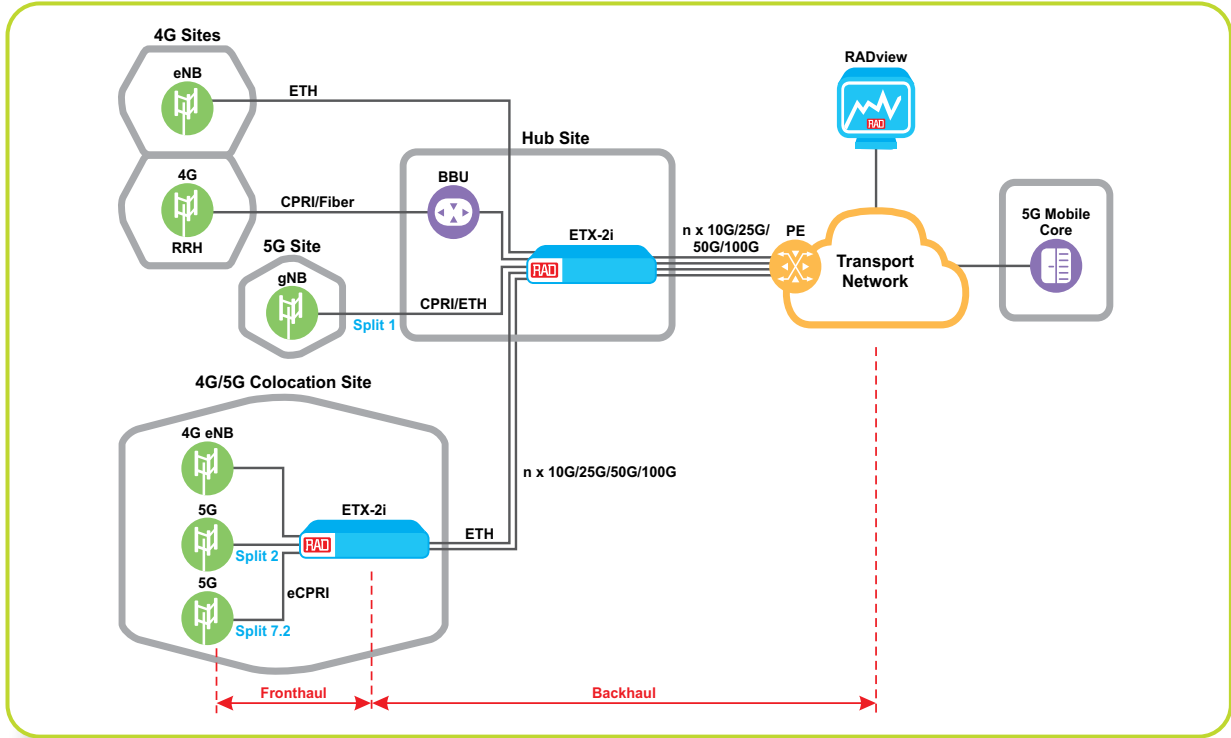 4G Sites
eNB
ETH
4G
RRH
CPRI/Fiber
5G Site
gNB
Split 1
CPRI/ETH
Hub Site
BBU
ETX-2i
RAD
n x 10G/25G/
50G/100G
PE
RADview
RAD
Transport
Network
5G Mobile
Core
4G/5G Colocation Site
4G eNB
5G
Split 2
5G
Split 7.2
eCPRI
ETX-2i
RAD
ETH
n x 10G/25G/50G/100G
Fronthaul
Backhaul